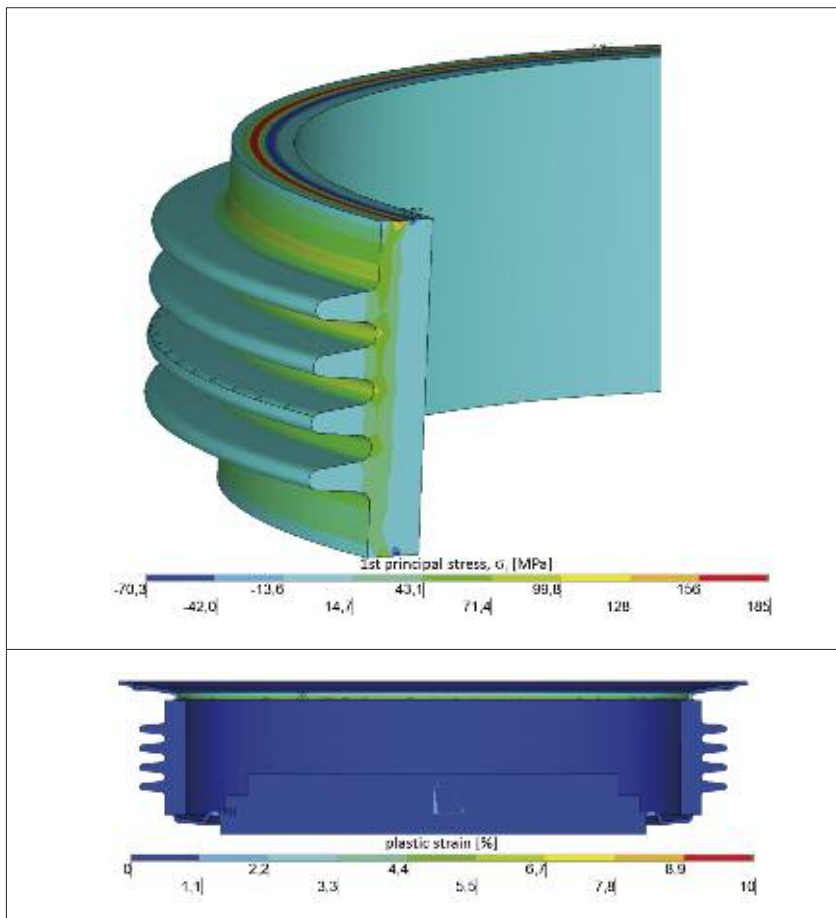 1st principal stress, σ₁ [MPa]
-70,3 -13,6 43,1 99,8 156
-42,0 14,7 71,4 128 185
plastic strain [%]
0 2,2 4,4 6,7 8,9
1,1 3,3 5,5 7,8 10